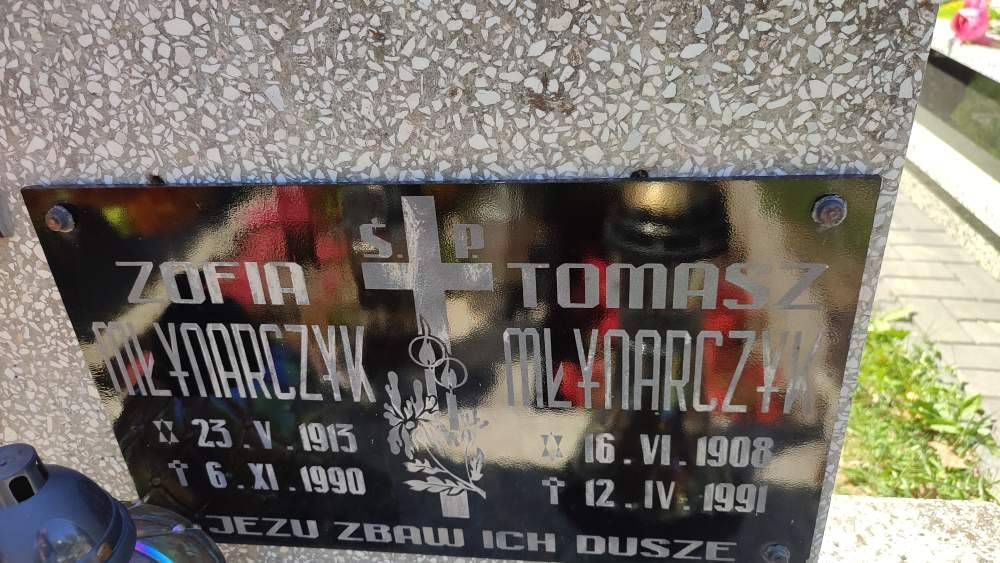 Ś. P.
ZOFIA TOMASZ
MŁYNARCZYK MŁYNARCZYK
23.V.1913 16.VI.1908
6.XI.1990 12.IV.1991
JEZU ZBAW ICH DUSZE